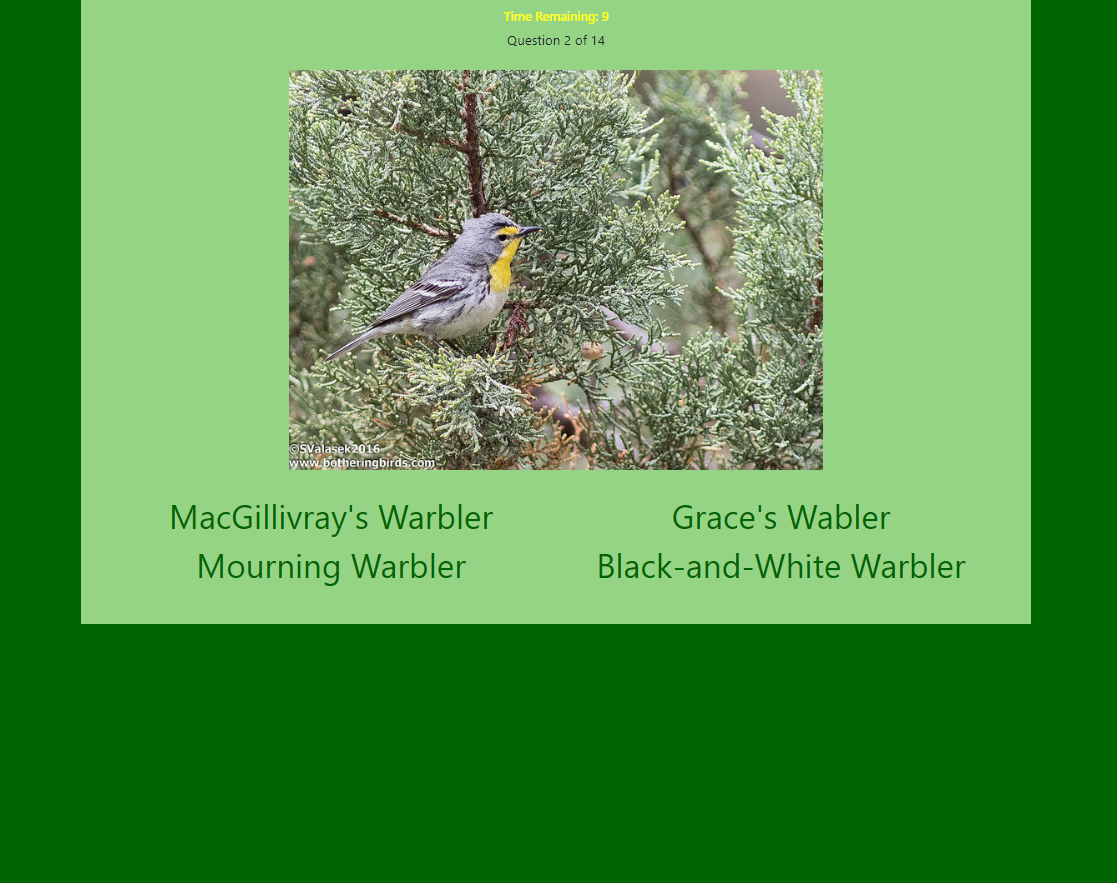 Time Remaining: 9
Question 2 of 14
©SValasek2016
www.botheringbirds.com
MacGillivray's Warbler
Grace's Wabler
Mourning Warbler
Black-and-White Warbler